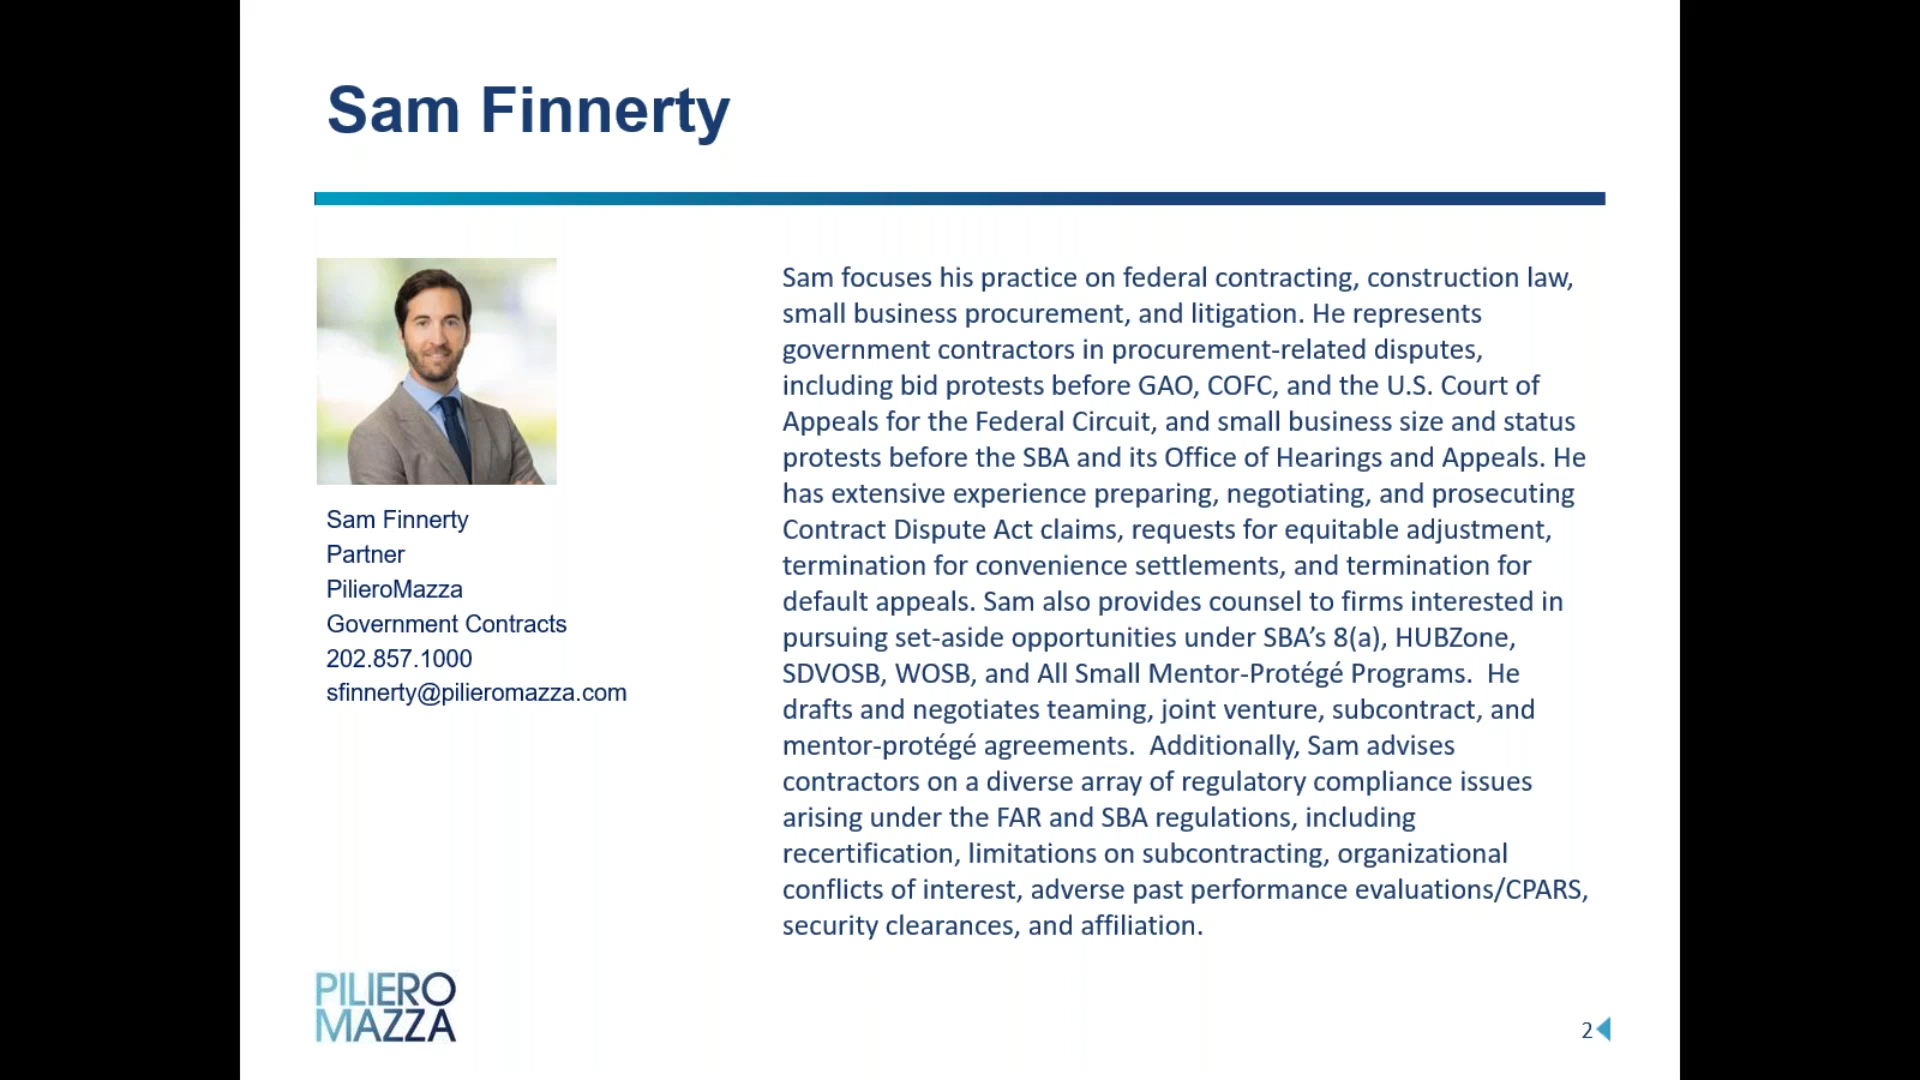 Sam Finnerty
Sam Finnerty
Partner
PilieroMazza
Government Contracts
202.857.1000
sfinnerty@pilieromazza.com
Sam focuses his practice on federal contracting, construction law,
small business procurement, and litigation. He represents
government contractors in procurement-related disputes,
including bid protests before GAO, COFC, and the U.S. Court of
Appeals for the Federal Circuit, and small business size and status
protests before the SBA and its Office of Hearings and Appeals. He
has extensive experience preparing, negotiating, and prosecuting
Contract Dispute Act claims, requests for equitable adjustment,
termination for convenience settlements, and termination for
default appeals. Sam also provides counsel to firms interested in
pursuing set-aside opportunities under SBA’s 8(a), HUBZone,
SDVOSB, WOSB, and All Small Mentor-Protégé Programs.  He
drafts and negotiates teaming, joint venture, subcontract, and
mentor-protégé agreements.  Additionally, Sam advises
contractors on a diverse array of regulatory compliance issues
arising under the FAR and SBA regulations, including
recertification, limitations on subcontracting, organizational
conflicts of interest, adverse past performance evaluations/CPARS,
security clearances, and affiliation.
PILIERO
MAZZA
2